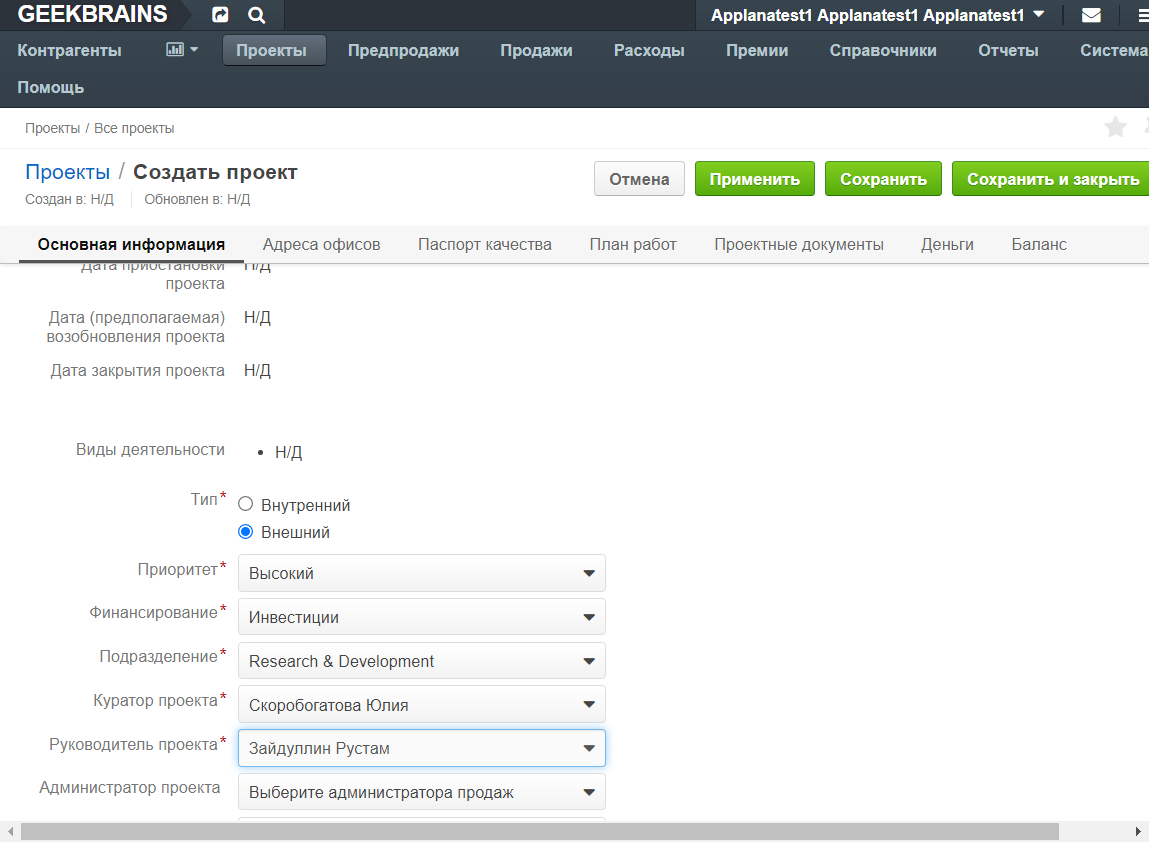 GEEKBRAINS
Applanatest1 Applanatest1 Applanatest1
Контрагенты Проекты Предпродажи Продажи Расходы Премии Справочники Отчеты Система
Помощь
Проекты / Все проекты
Проекты / Создать проект
Отмена Применить Сохранить Сохранить и закрыть
Создан в: Н/Д Обновлен в: Н/Д
Основная информация Адреса офисов Паспорт качества План работ Проектные документы Деньги Баланс
Дата приостановки Н/Д
проекта
Дата (предполагаемая) Н/Д
возобновления проекта
Дата закрытия проекта Н/Д
Виды деятельности • Н/Д
Тип* Внутренний
Внешний
Приоритет* Высокий
Финансирование* Инвестиции
Подразделение* Research & Development
Куратор проекта* Скоробогатова Юлия
Руководитель проекта* Зайдуллин Рустам
Администратор проекта Выберите администратора продаж